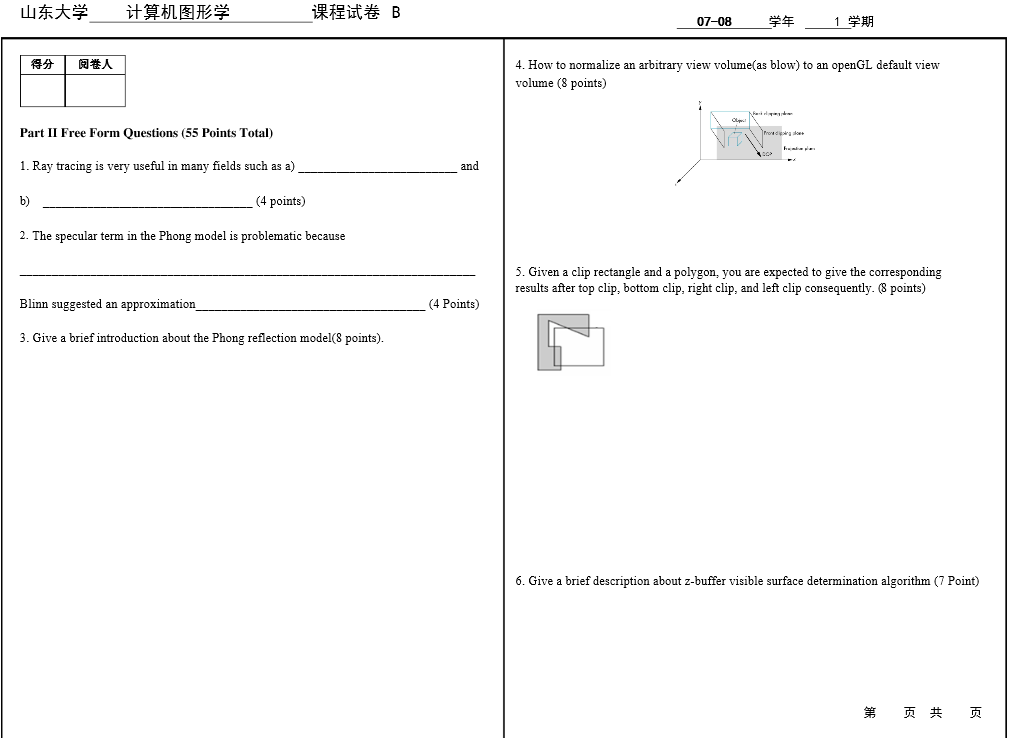 山东大学 计算机图形学 课程试卷 B
07–08 学年 1 学期
得分 阅卷人
Part II Free Form Questions (55 Points Total)
1. Ray tracing is very useful in many fields such as a) _________________________ and
b) _________________________________ (4 points)
2. The specular term in the Phong model is problematic because
________________________________________________________________________
Blinn suggested an approximation____________________________________ (4 Points)
3. Give a brief introduction about the Phong reflection model(8 points).
4. How to normalize an arbitrary view volume(as blow) to an openGL default view
volume (8 points)
y
Back clipping plane
Object
Front clipping plane
Projection plane
DOP
x
5. Given a clip rectangle and a polygon, you are expected to give the corresponding
results after top clip, bottom clip, right clip, and left clip consequently. (8 points)
6. Give a brief description about z-buffer visible surface determination algorithm (7 Point)
第 页 共 页